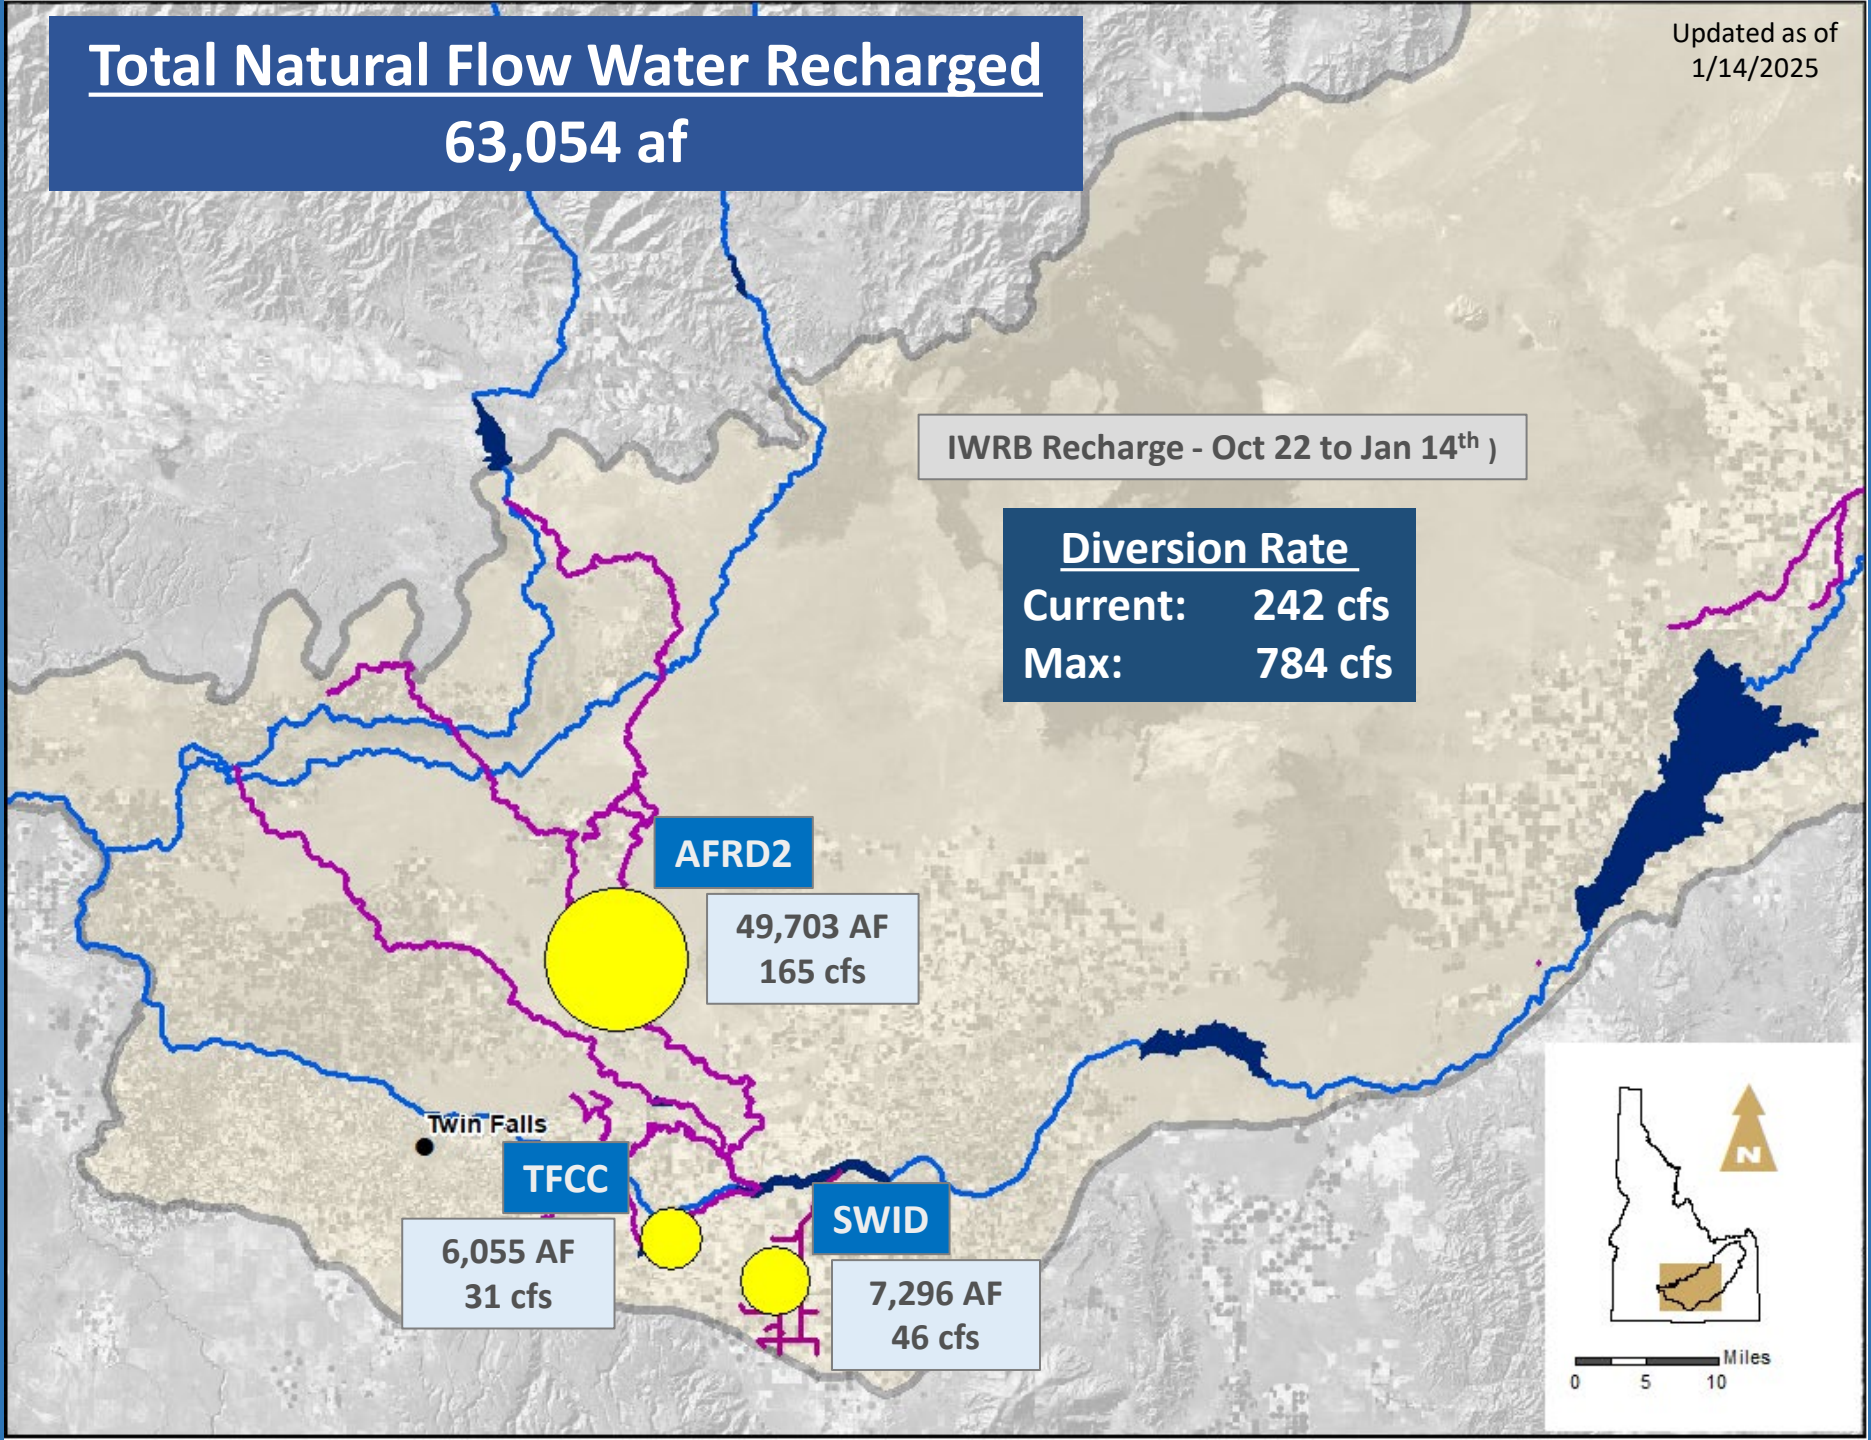 Total Natural Flow Water Recharged
63,054 af
Updated as of
1/14/2025
IWRB Recharge - Oct 22 to Jan 14th )
Diversion Rate
Current: 242 cfs
Max: 784 cfs
AFRD2
49,703 AF
165 cfs
Twin Falls
TFCC
6,055 AF
31 cfs
SWID
7,296 AF
46 cfs
N
Miles
0 5 10